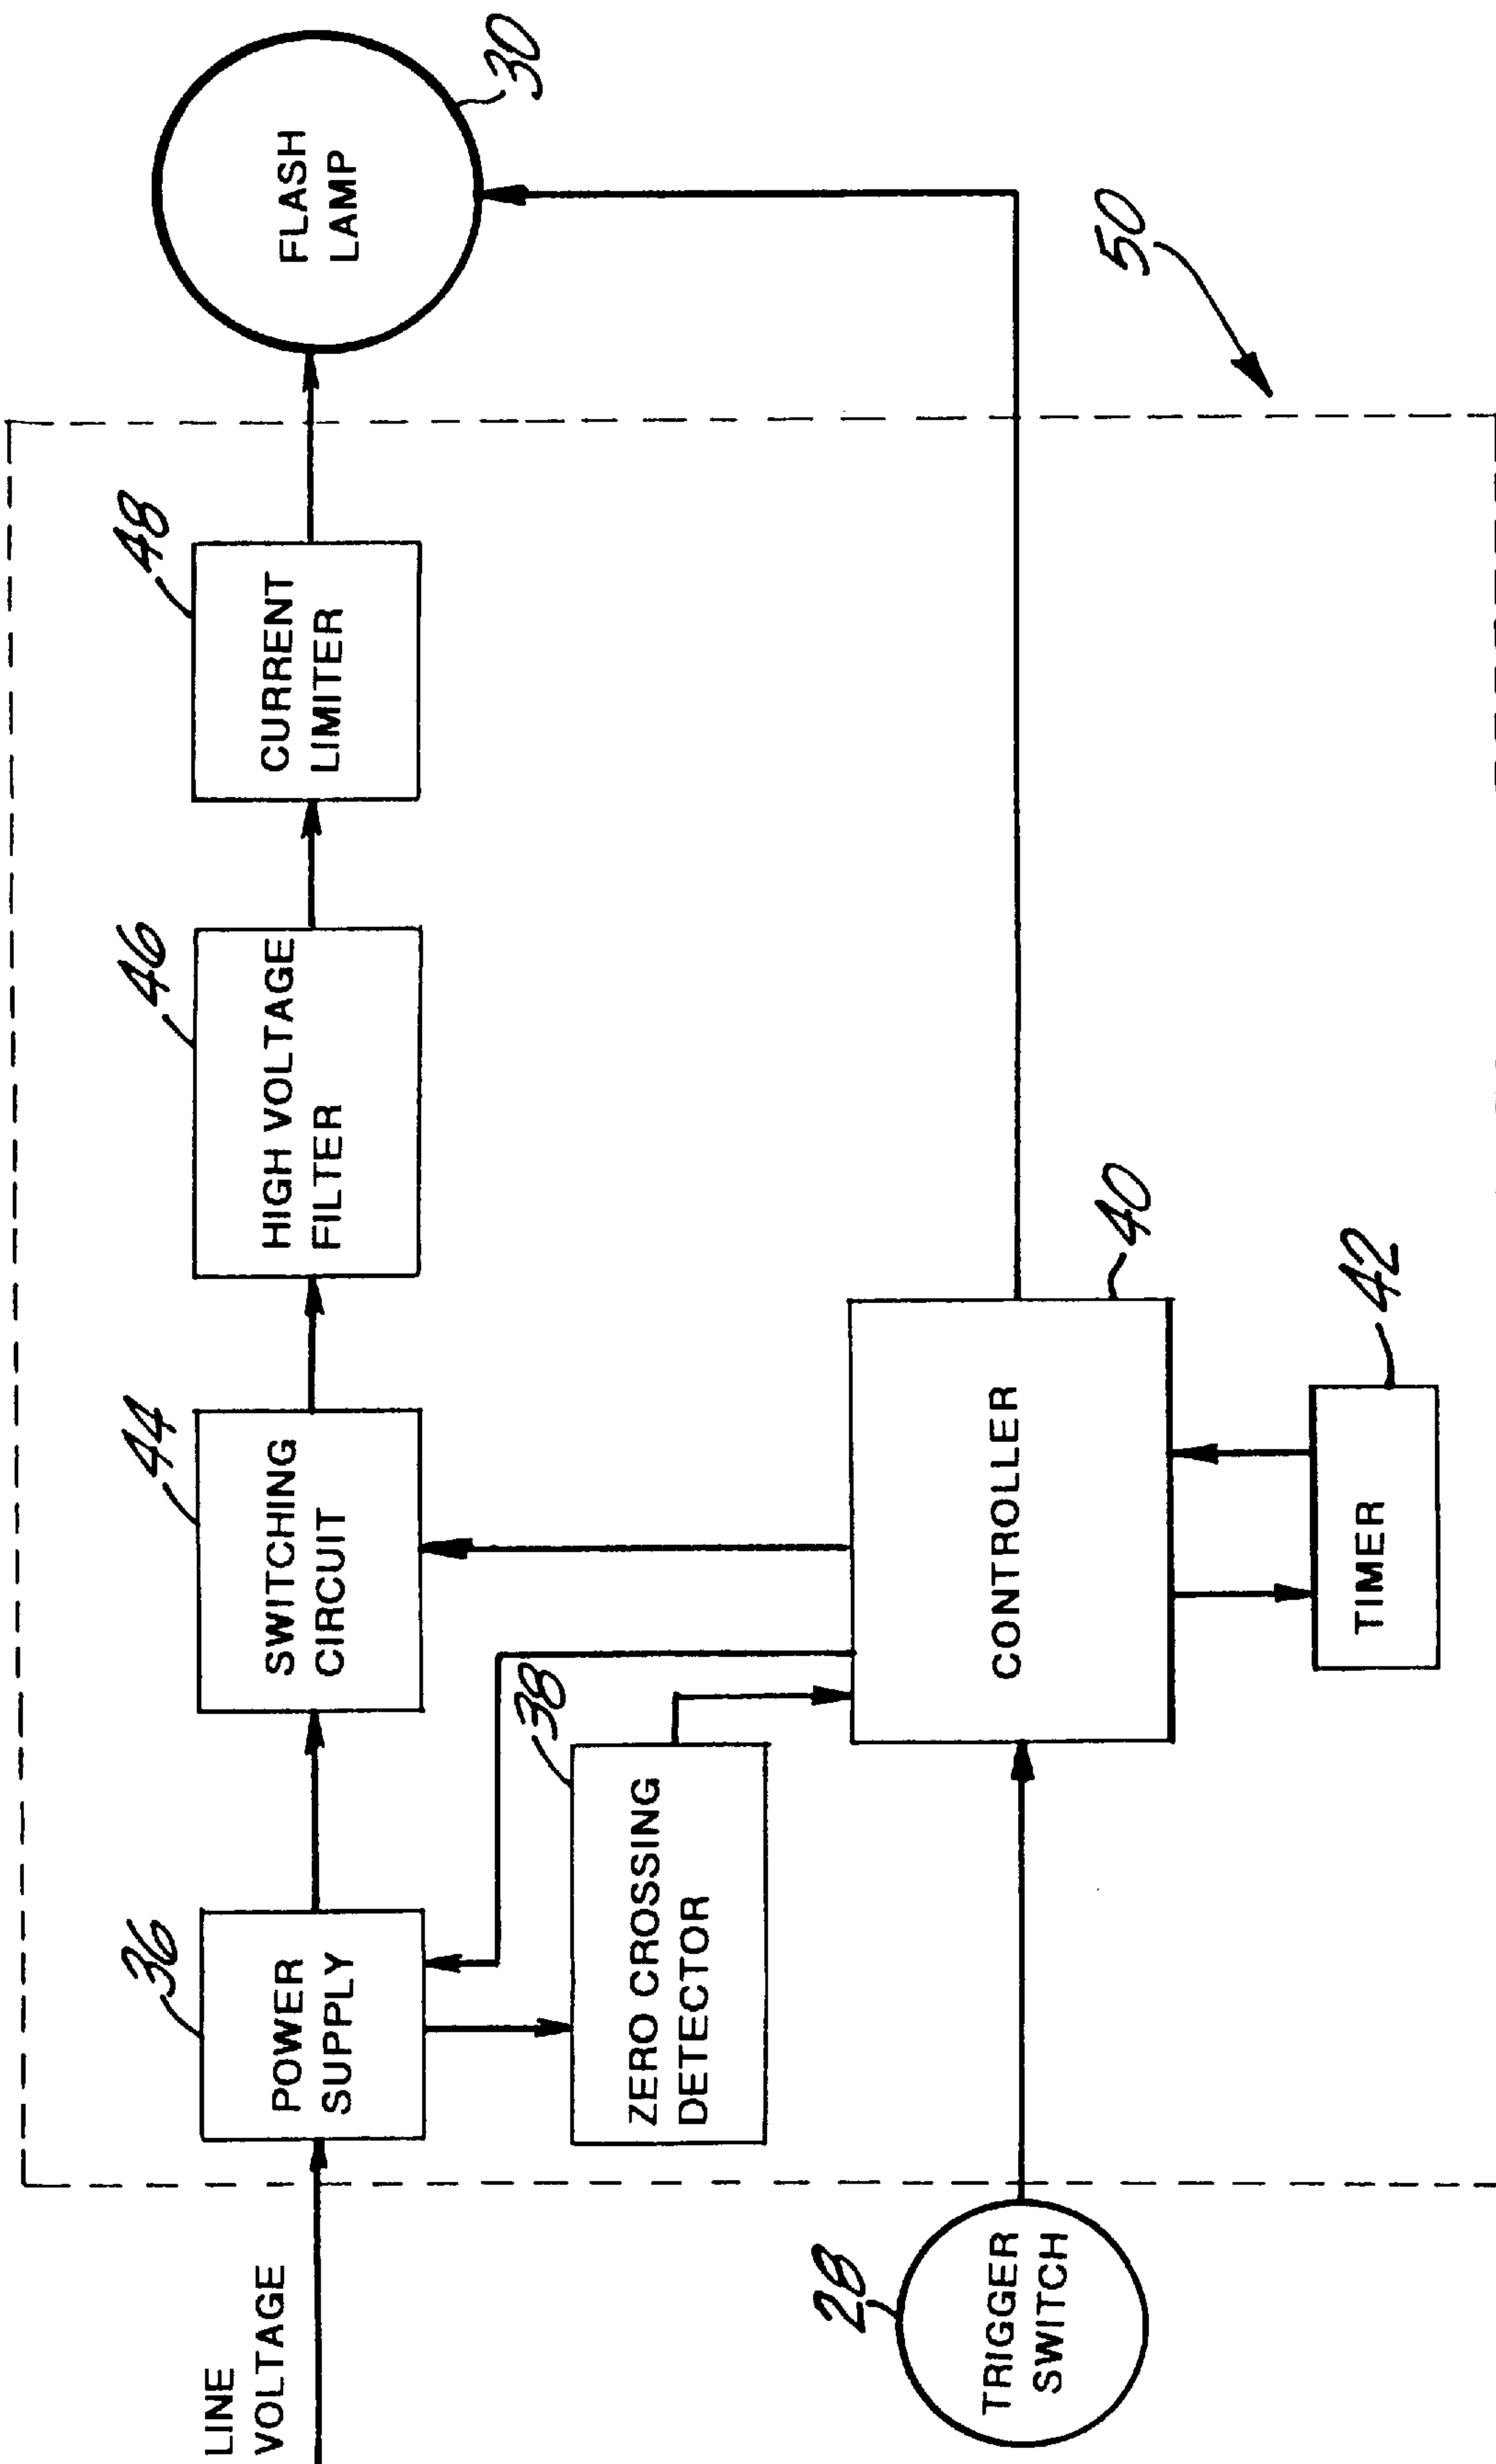 LINE
VOLTAGE
36
POWER
SUPPLY
44
SWITCHING
CIRCUIT
46
HIGH VOLTAGE
FILTER
48
CURRENT
LIMITER
FLASH
LAMP
30
38
ZERO CROSSING
DETECTOR
28
TRIGGER
SWITCH
CONTROLLER
40
TIMER
42
50